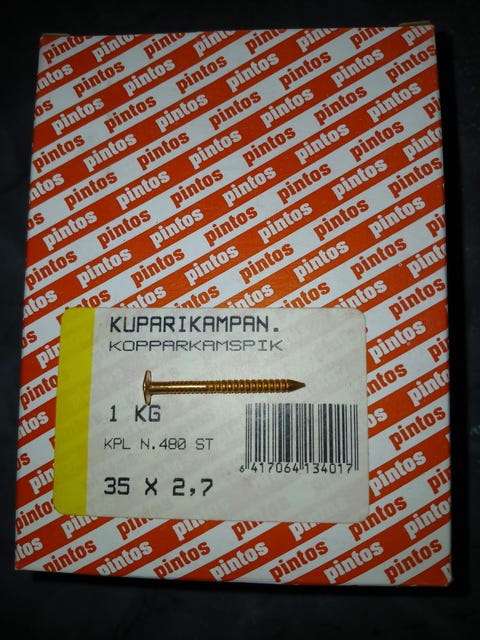 pintos
KUPARIKAMPAN.
KOPPARKAMSPIK
1 KG
KPL N.480 ST
6 417064 134017
35 X 2,7